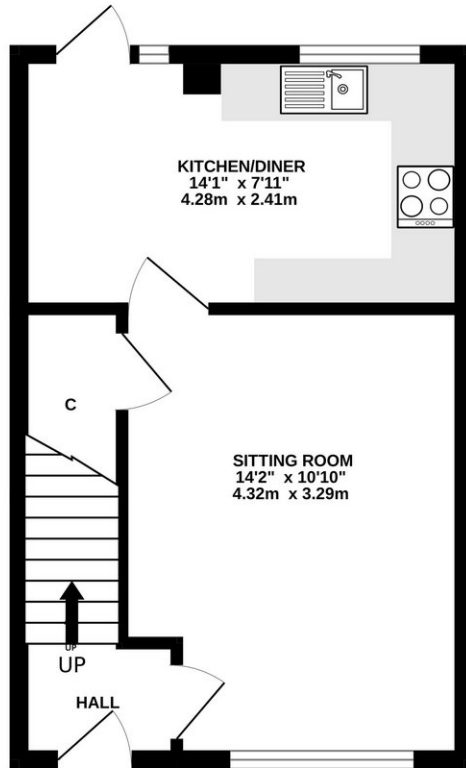 KITCHEN/DINER
14'1" x 7'11"
4.28m x 2.41m
C
SITTING ROOM
14'2" x 10'10"
4.32m x 3.29m
UP
UP
HALL